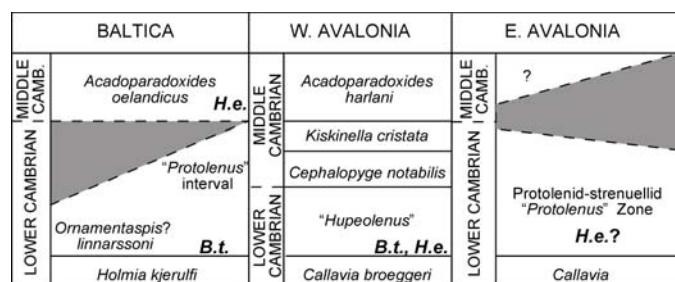 BALTICA
W. AVALONIA
E. AVALONIA
MIDDLE
CAMB.
LOWER CAMBRIAN
Acadoparadoxides
oelandicus H.e.
"Protolenus"
interval
Ornamentaspis?
linnarssoni B.t.
Holmia kjerulfi
MIDDLE
CAMBRIAN
LOWER
CAMBRIAN
Acadoparadoxides
harlani
Kiskinella cristata
Cephalopyge notabilis
"Hupeolenus"
B.t., H.e.
Callavia broeggeri
MIDDLE
CAMB.
LOWER CAMBRIAN
?
Protolenid-strenuellid
"Protolenus" Zone
H.e.?
Callavia